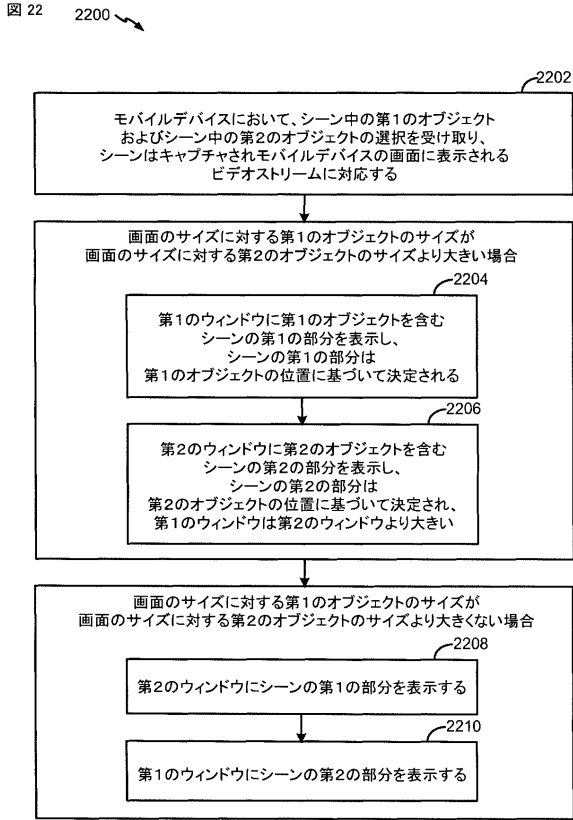 図 22
2200
2202
モバイルデバイスにおいて、シーン中の第1のオブジェクト
およびシーン中の第2のオブジェクトの選択を受け取り、
シーンはキャプチャされモバイルデバイスの画面に表示される
ビデオストリームに対応する
画面のサイズに対する第1のオブジェクトのサイズが
画面のサイズに対する第2のオブジェクトのサイズより大きい場合
2204
第1のウィンドウに第1のオブジェクトを含む
シーンの第1の部分を表示し、
シーンの第1の部分は
第1のオブジェクトの位置に基づいて決定される
2206
第2のウィンドウに第2のオブジェクトを含む
シーンの第2の部分を表示し、
シーンの第2の部分は
第2のオブジェクトの位置に基づいて決定され、
第1のウィンドウは第2のウィンドウより大きい
画面のサイズに対する第1のオブジェクトのサイズが
画面のサイズに対する第2のオブジェクトのサイズより大きくない場合
2208
第2のウィンドウにシーンの第1の部分を表示する
2210
第1のウィンドウにシーンの第2の部分を表示する